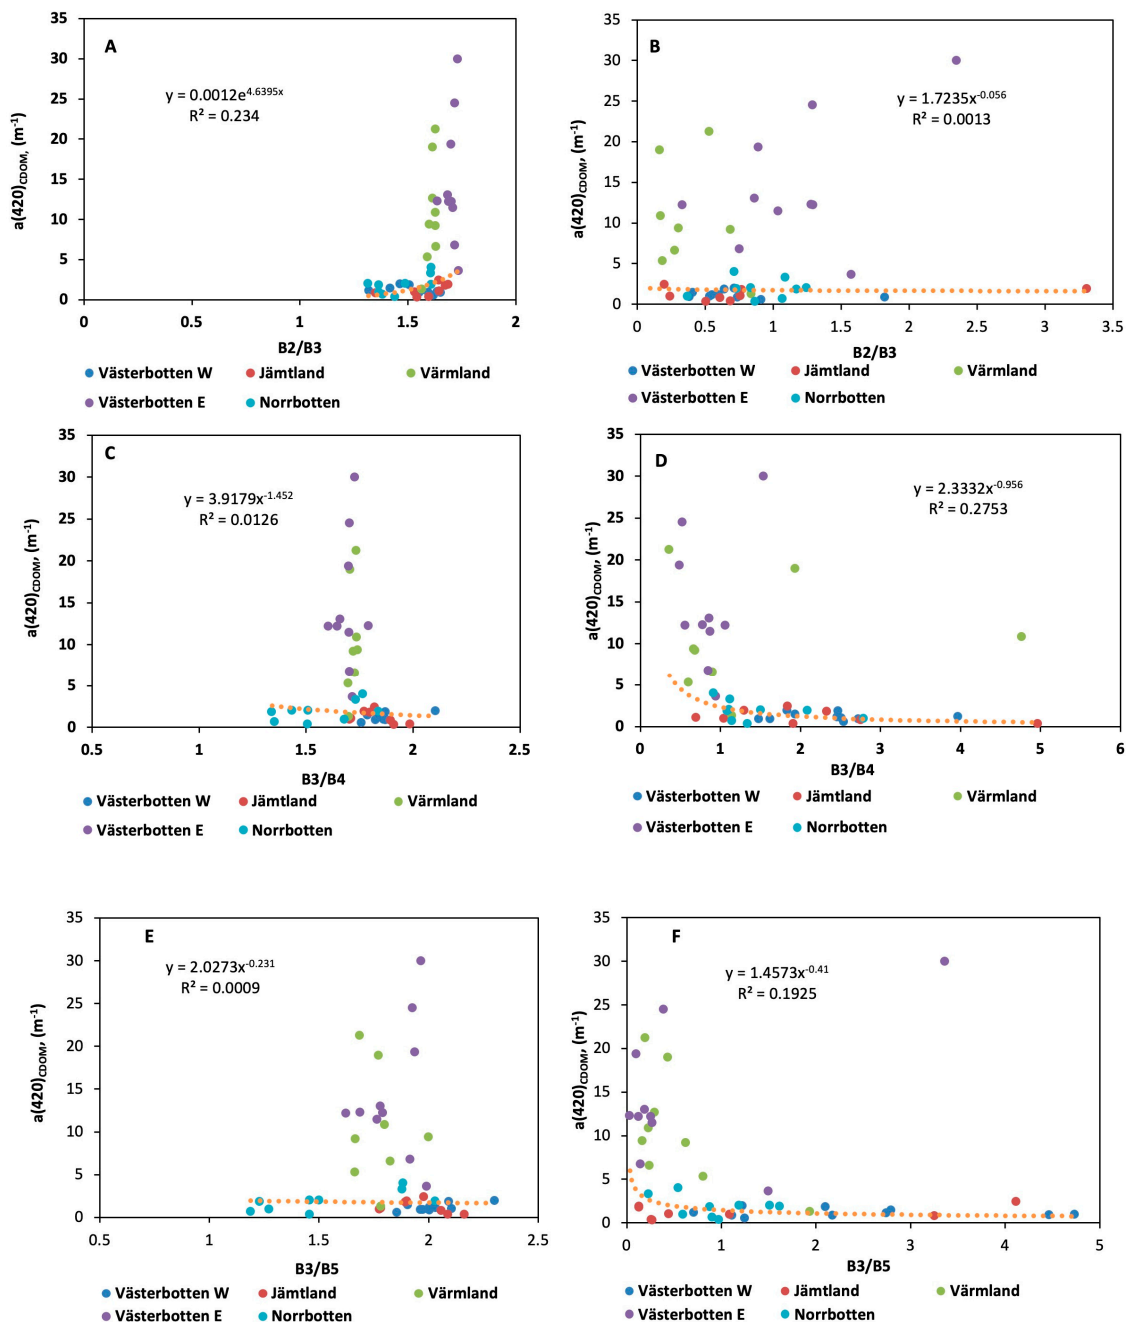 A
y = 0.0012e^4.6395x
R² = 0.234
a(420)CDOM, (m⁻¹)
35
30
25
20
15
10
5
0
0 0.5 1 1.5 2
B2/B3
Västerbotten W Jämtland Värmland
Västerbotten E Norrbotten
B
y = 1.7235x^-0.056
R² = 0.0013
a(420)CDOM, (m⁻¹)
35
30
25
20
15
10
5
0
0 0.5 1 1.5 2 2.5 3 3.5
B2/B3
Västerbotten W Jämtland Värmland
Västerbotten E Norrbotten
C
y = 3.9179x^-1.452
R² = 0.0126
a(420)CDOM, (m⁻¹)
35
30
25
20
15
10
5
0
0.5 1 1.5 2 2.5
B3/B4
Västerbotten W Jämtland Värmland
Västerbotten E Norrbotten
D
y = 2.3332x^-0.956
R² = 0.2753
a(420)CDOM, (m⁻¹)
35
30
25
20
15
10
5
0
0 1 2 3 4 5 6
B3/B4
Västerbotten W Jämtland Värmland
Västerbotten E Norrbotten
E
y = 2.0273x^-0.231
R² = 0.0009
a(420)CDOM, (m⁻¹)
35
30
25
20
15
10
5
0
0.5 1 1.5 2 2.5
B3/B5
Västerbotten W Jämtland Värmland
Västerbotten E Norrbotten
F
y = 1.4573x^-0.41
R² = 0.1925
a(420)CDOM, (m⁻¹)
35
30
25
20
15
10
5
0
0 1 2 3 4 5
B3/B5
Västerbotten W Jämtland Värmland
Västerbotten E Norrbotten